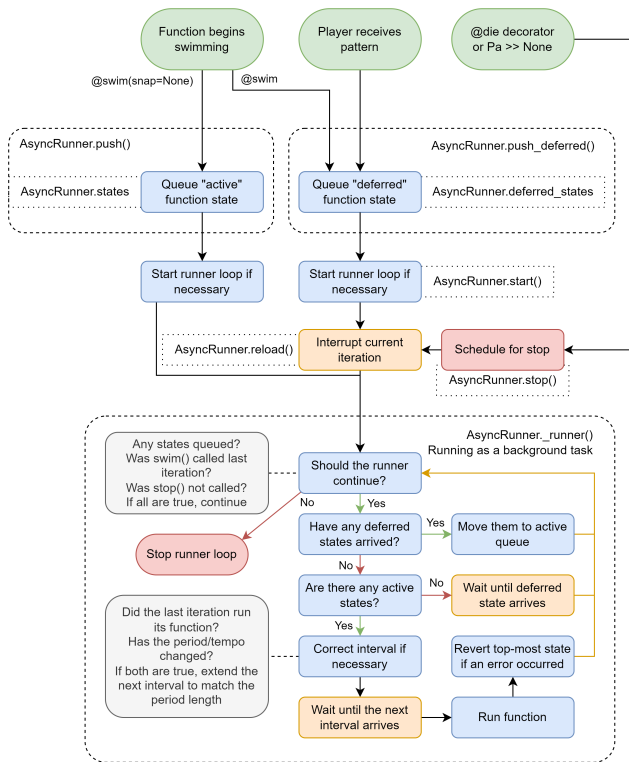 Function begins
swimming
Player receives
pattern
@die decorator
or Pa >> None
@swim(snap=None)
@swim
AsyncRunner.push()
AsyncRunner.push_deferred()
AsyncRunner.states
Queue "active"
function state
Queue "deferred"
function state
AsyncRunner.deferred_states
Start runner loop if
necessary
Start runner loop if
necessary
AsyncRunner.start()
AsyncRunner.reload()
Interrupt current
iteration
Schedule for stop
AsyncRunner.stop()
AsyncRunner._runner()
Running as a background task
Any states queued?
Was swim() called last
iteration?
Was stop() not called?
If all are true, continue
Should the runner
continue?
No
Yes
Stop runner loop
Have any deferred
states arrived?
Yes
Move them to active
queue
No
Are there any active
states?
No
Wait until deferred
state arrives
Yes
Did the last iteration run
its function?
Has the period/tempo
changed?
If both are true, extend the
next interval to match the
period length
Correct interval if
necessary
Revert top-most state
if an error occurred
Wait until the next
interval arrives
Run function